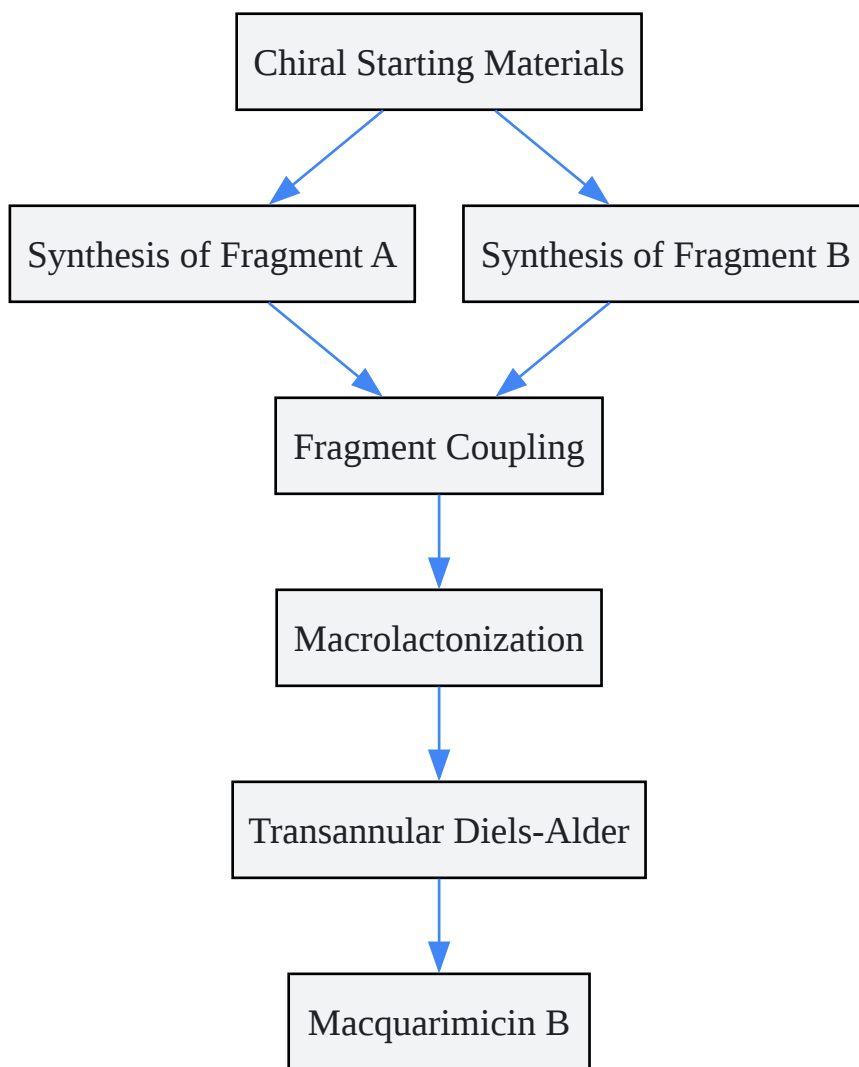 Chiral Starting Materials
Synthesis of Fragment A
Synthesis of Fragment B
Fragment Coupling
Macrolactonization
Transannular Diels-Alder
Macquarimicin B